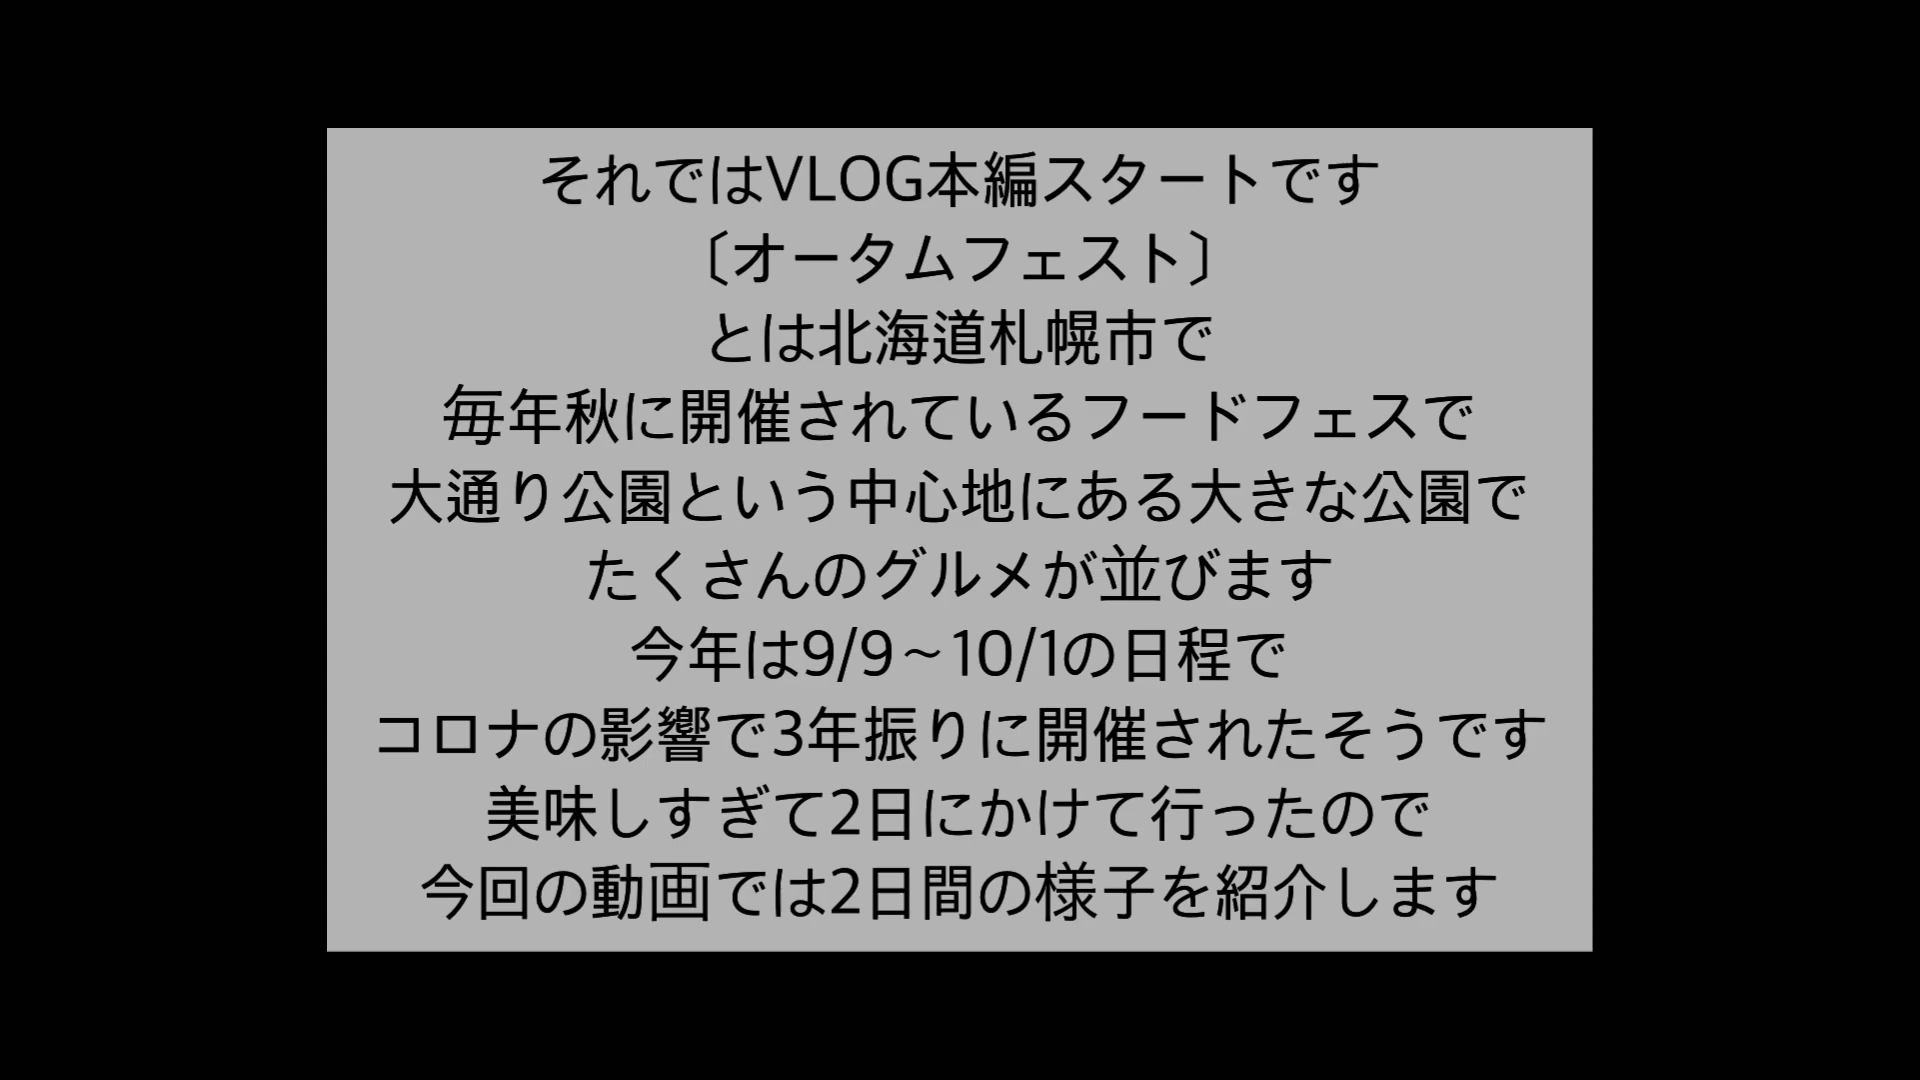 それではVLOG本編スタートです
〔オータムフェスト〕
とは北海道札幌市で
毎年秋に開催されているフードフェスで
大通り公園という中心地にある大きな公園で
たくさんのグルメが並びます
今年は9/9~10/1の日程で
コロナの影響で3年振りに開催されたそうです
美味しすぎて2日にかけて行ったので
今回の動画では2日間の様子を紹介します